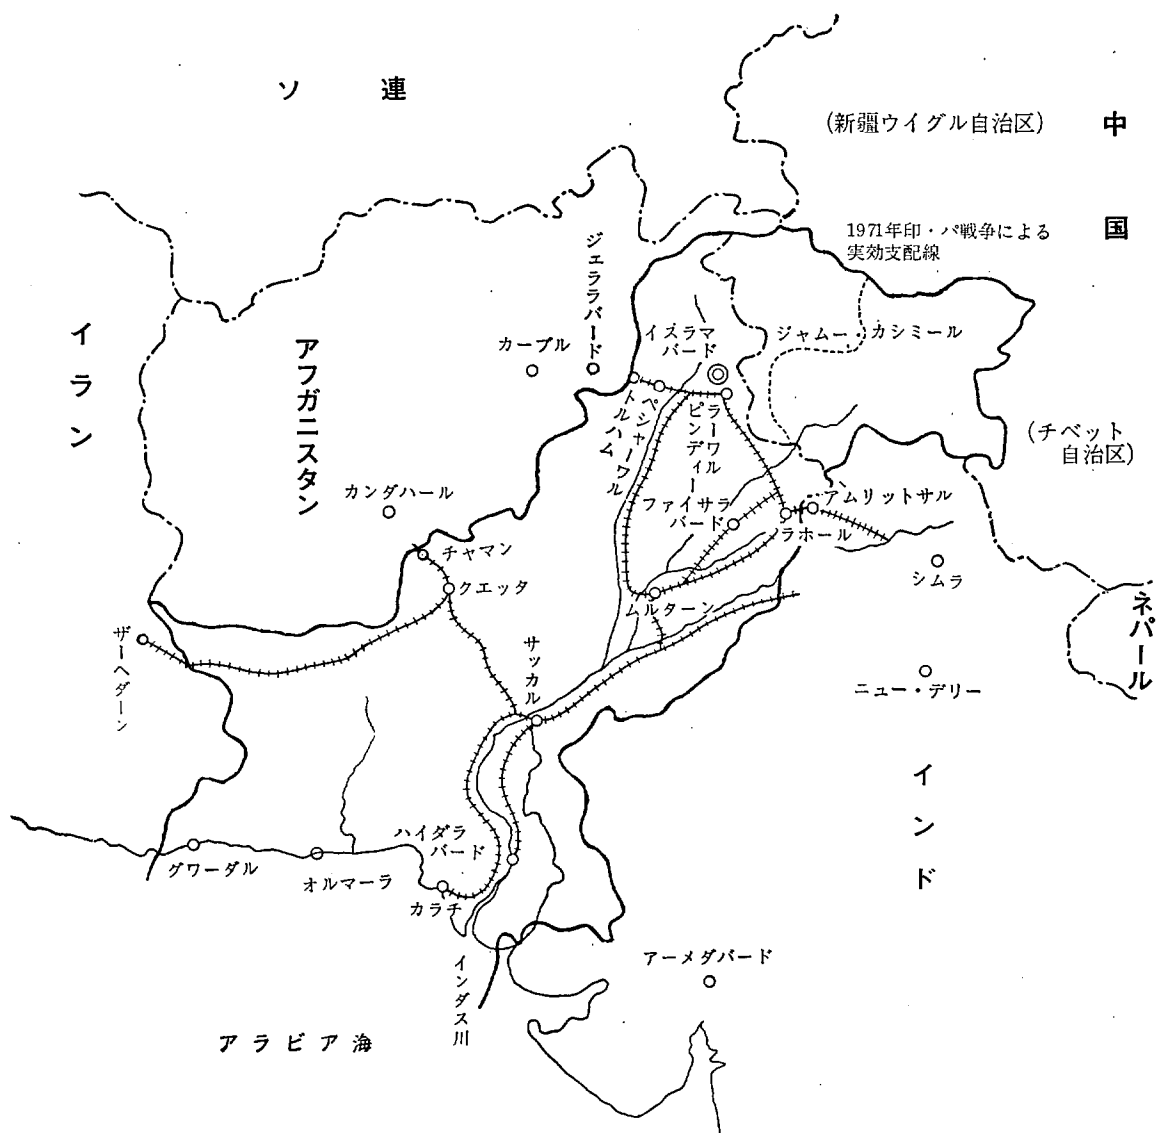 ソ連
(新疆ウイグル自治区)
中国
1971年印・パ戦争による
実効支配線
ジェララバード
イラン
アフガニスタン
カーブル
イスラマ
バード
ジャムー・カシミール
トルハム
ペシャーワル
ラーワル
ピンディー
(チベット
自治区)
カンダハール
ファイサラ
バード
アムリットサル
ラホール
チャマン
クエッタ
シムラ
ムルターン
ネパール
ザーヘダーン
サッカル
ニュー・デリー
インド
ハイダラ
バード
グワーダル
オルマーラ
カラチ
インダス川
アーメダバード
アラビア海